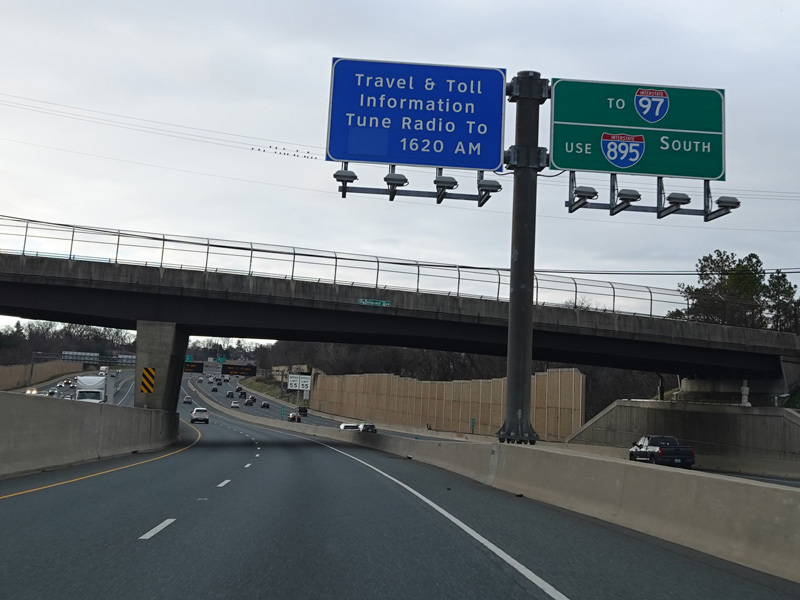 Travel & Toll
Information
Tune Radio To
1620 AM
TO INTERSTATE 97
USE INTERSTATE 895 SOUTH
55 55